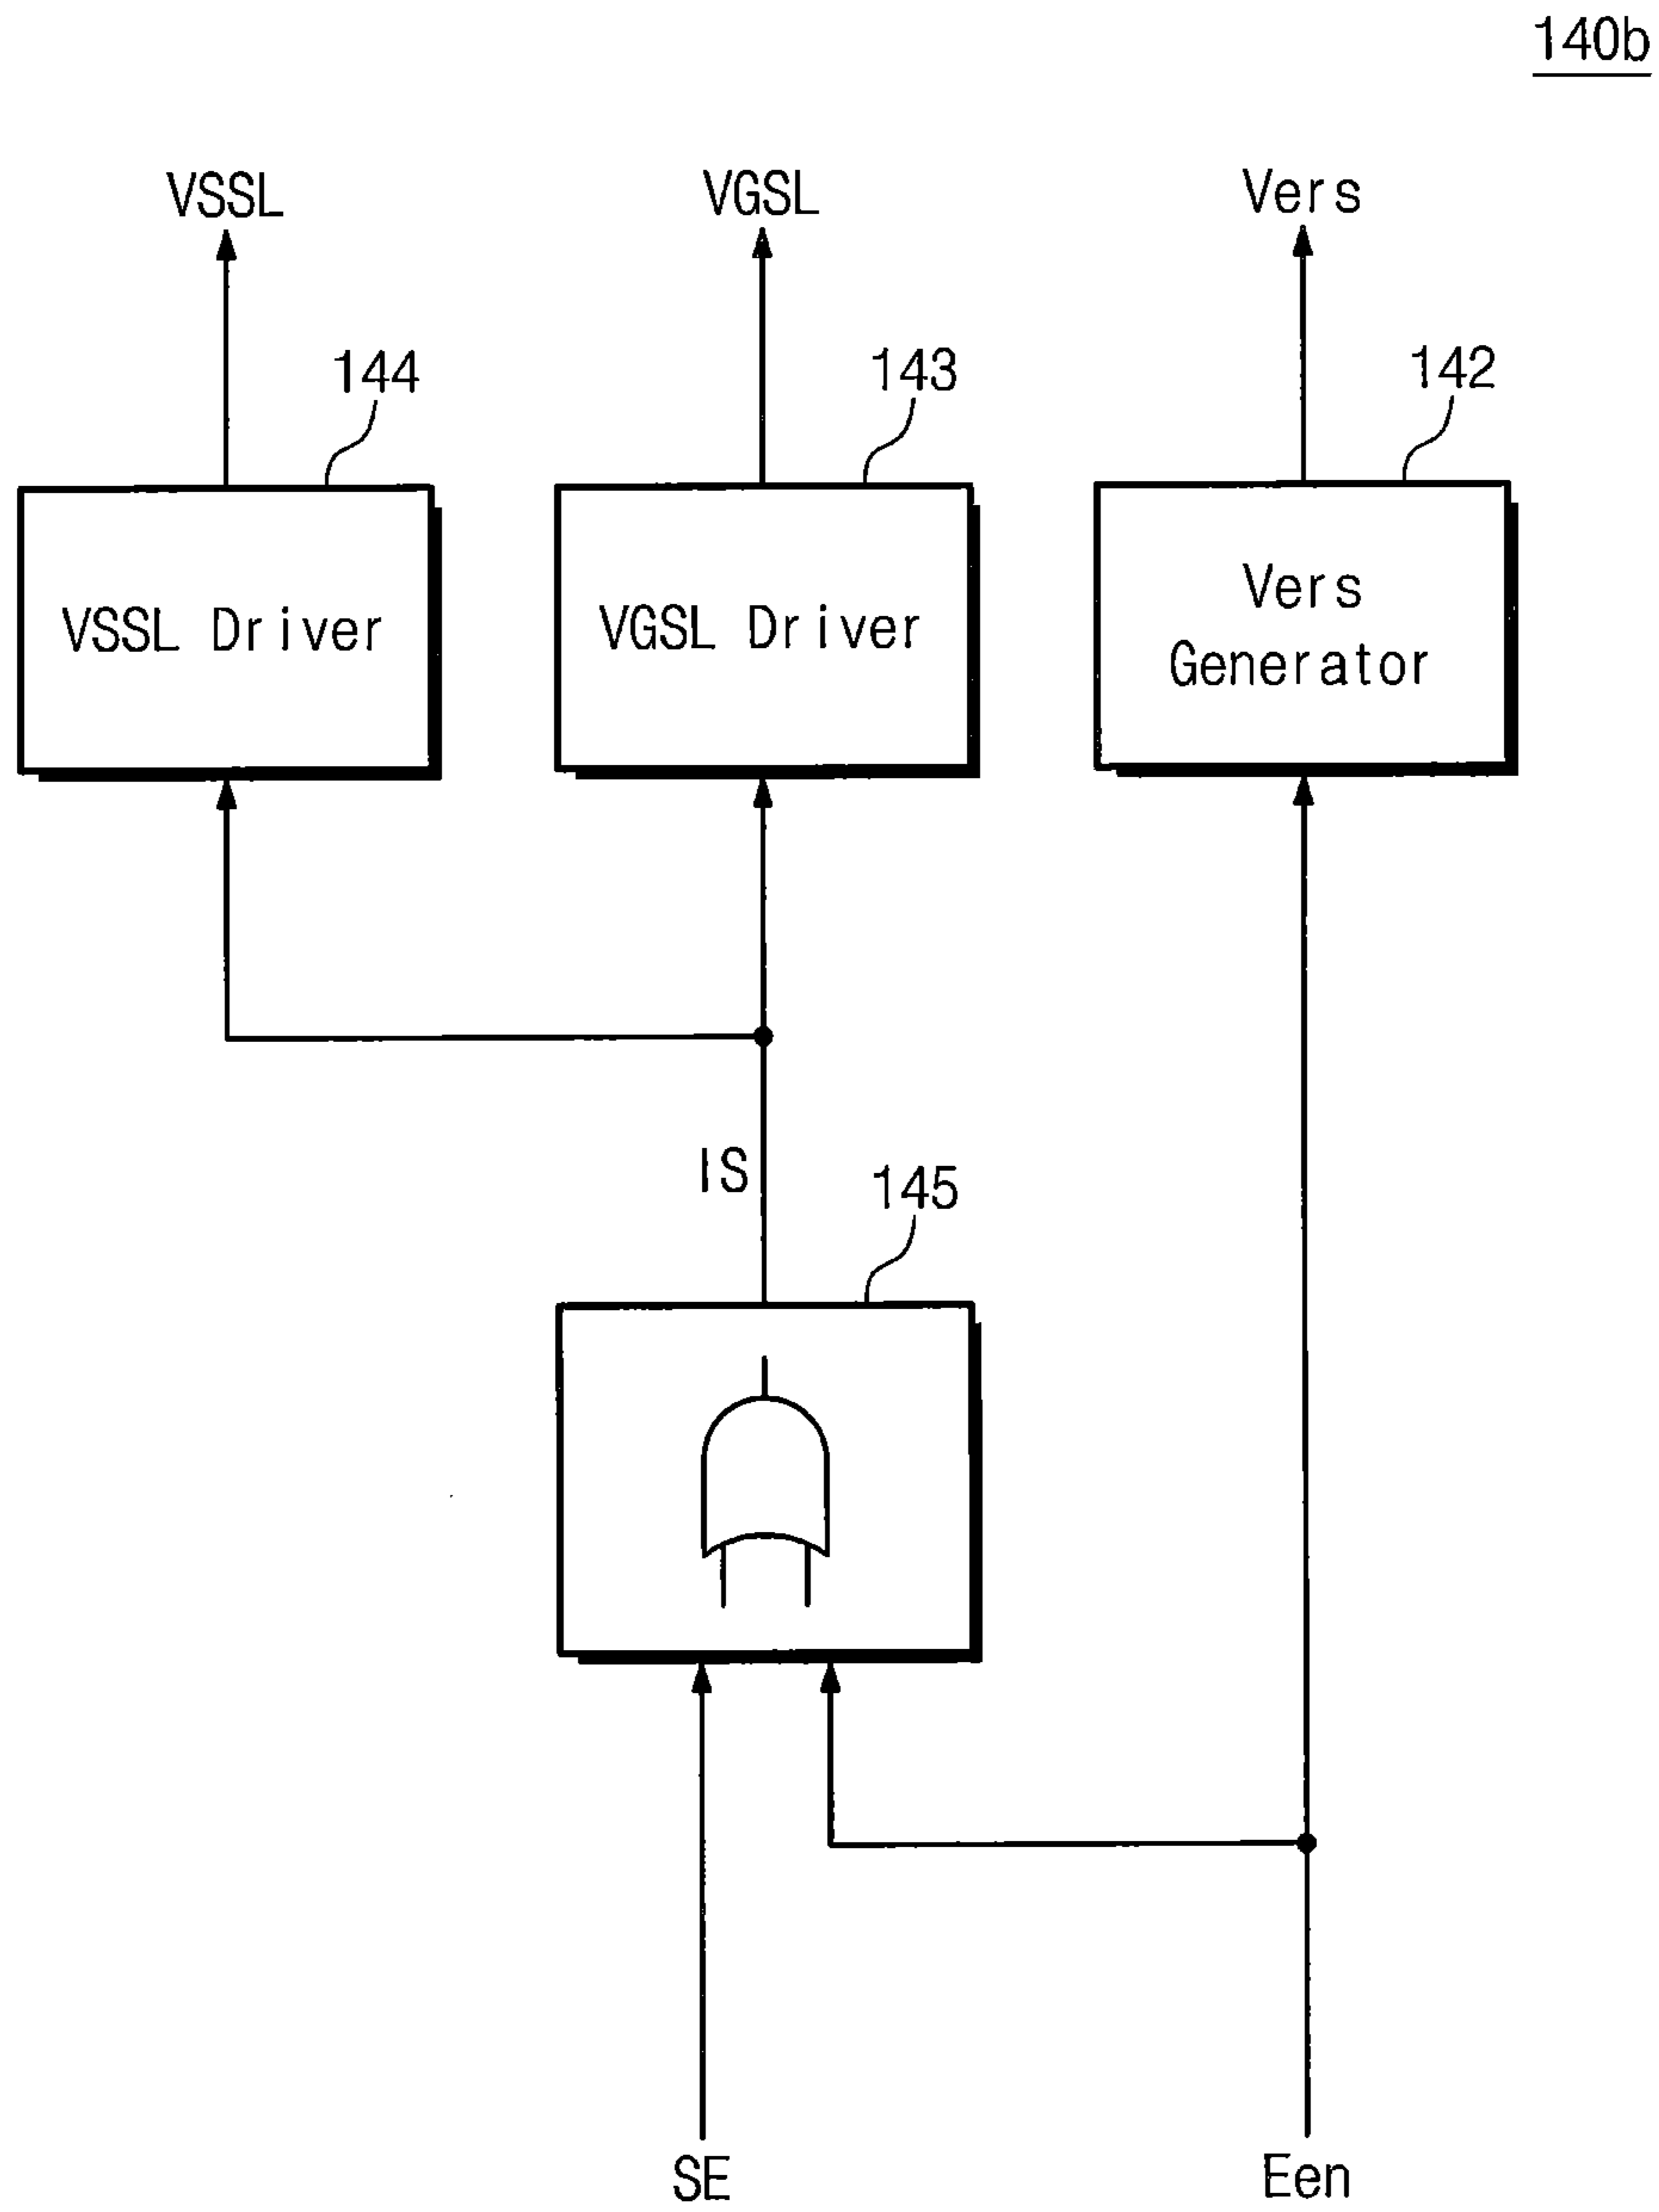 140b
VSSL
VGSL
Vers
144
143
142
VSSL Driver
VGSL Driver
Vers
Generator
IS
145
SE
Een